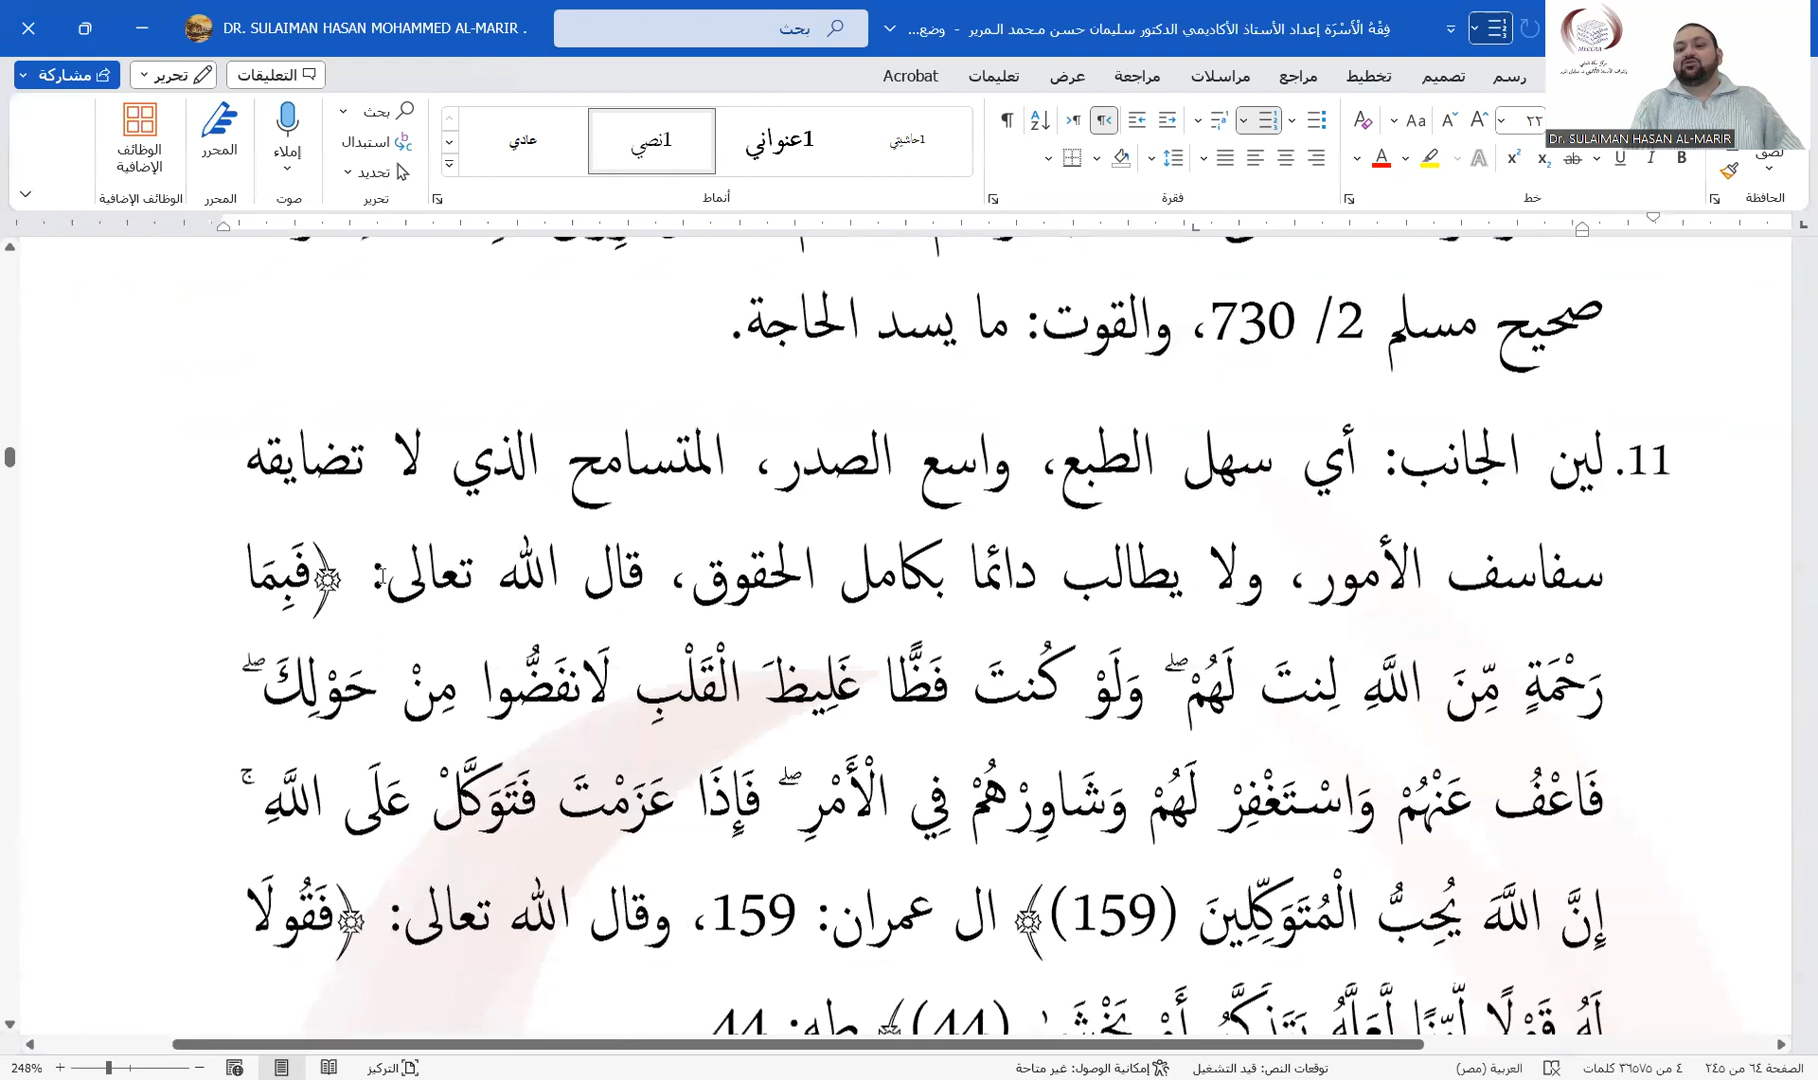 DR. SULAIMAN HASAN MOHAMMED AL-MARIR .
بحث
فِقْهُ الْأُسْرَة إعداد الأستاذ الأكاديمي الدكتور سليمان حسن محمد المرير - وضع...
رسم
تصميم
تخطيط
مراجع
مراسلات
مراجعة
عرض
تعليمات
Acrobat
التعليقات
تحرير
مشاركة
لصق
الحافظة
٢٢
خط
فقرة
1حاشيتي
1عنواني
1نصي
عادي
أنماط
بحث
استبدال
تحديد
تحرير
إملاء
صوت
المحرر
المحرر
الوظائف الإضافية
الوظائف الإضافية
Dr. SULAIMAN HASAN AL-MARIR
صحيح مسلم 2/ 730، والقوت: ما يسد الحاجة.
11. لين الجانب: أي سهل الطبع، واسع الصدر، المتسامح الذي لا تضايقه
سفاسف الأمور، ولا يطالب دائما بكامل الحقوق، قال الله تعالى: ﴿فَبِمَا
رَحْمَةٍ مِّنَ اللَّهِ لِنتَ لَهُمْ ۖ وَلَوْ كُنتَ فَظًّا غَلِيظَ الْقَلْبِ لَانفَضُّوا مِنْ حَوْلِكَ ۖ
فَاعْفُ عَنْهُمْ وَاسْتَغْفِرْ لَهُمْ وَشَاوِرْهُمْ فِي الْأَمْرِ ۖ فَإِذَا عَزَمْتَ فَتَوَكَّلْ عَلَى اللَّهِ ۚ
إِنَّ اللَّهَ يُحِبُّ الْمُتَوَكِّلِينَ (159)﴾ ال عمران: 159، وقال الله تعالى: ﴿فَقُولَا
لَهُ قَوْلًا لَّيِّنًا لَّعَلَّهُ يَتَذَكَّرُ أَوْ يَخْشَىٰ (44)﴾ طه: 44
الصفحة ٦٤ من ٢٤٥
٤ من ٣٦٥٧٥ كلمات
العربية (مصر)
توقعات النص: قيد التشغيل
إمكانية الوصول: غير متاحة
التركيز
248%